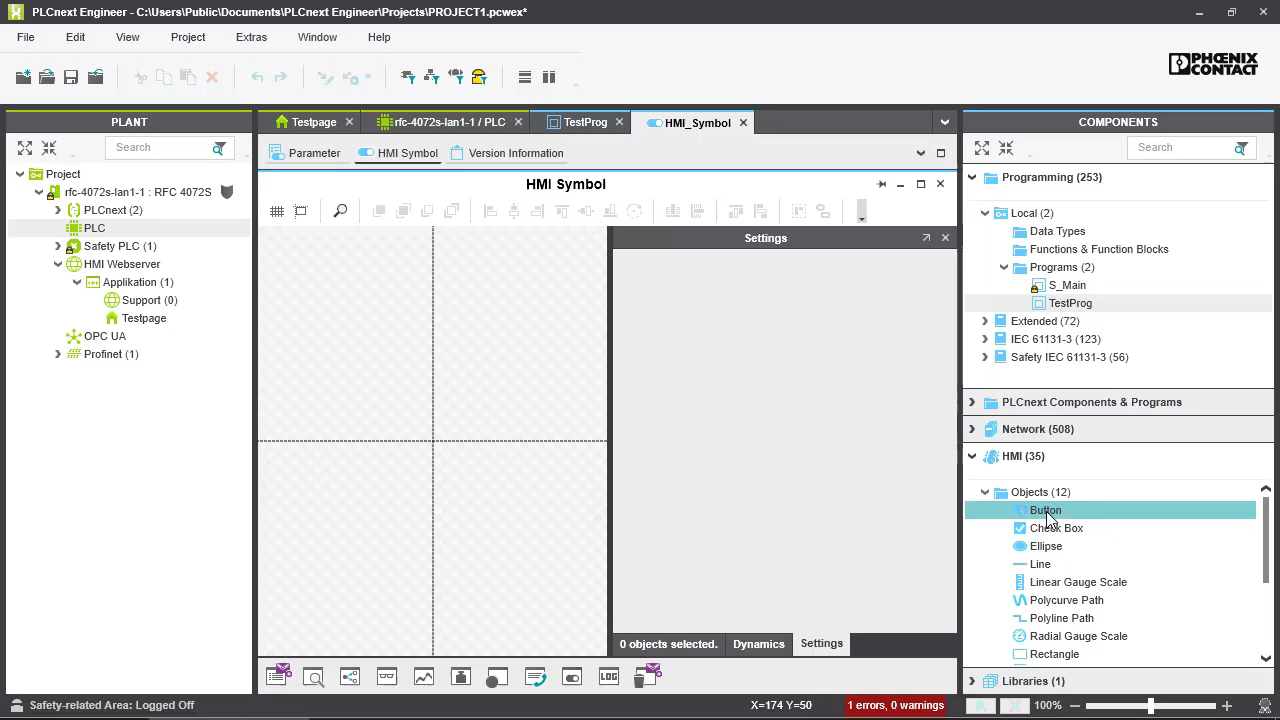 PLCnext Engineer - C:\Users\Public\Documents\PLCnext Engineer\Projects\PROJECT1.pcwex*
File Edit View Project Extras Window Help
PHŒNIX CONTACT
PLANT
Search
Project
rfc-4072s-lan1-1 : RFC 4072S
PLCnext (2)
PLC
Safety PLC (1)
HMI Webserver
Applikation (1)
Support (0)
Testpage
OPC UA
Profinet (1)
Testpage rfc-4072s-lan1-1 / PLC TestProg HMI_Symbol
Parameter HMI Symbol Version Information
HMI Symbol
Settings
0 objects selected. Dynamics Settings
LOG
COMPONENTS
Search
Programming (253)
Local (2)
Data Types
Functions & Function Blocks
Programs (2)
S_Main
TestProg
Extended (72)
IEC 61131-3 (123)
Safety IEC 61131-3 (56)
PLCnext Components & Programs
Network (508)
HMI (35)
Objects (12)
Button
Check Box
Ellipse
Line
Linear Gauge Scale
Polycurve Path
Polyline Path
Radial Gauge Scale
Rectangle
Libraries (1)
Safety-related Area: Logged Off X=174 Y=50 1 errors, 0 warnings 100%